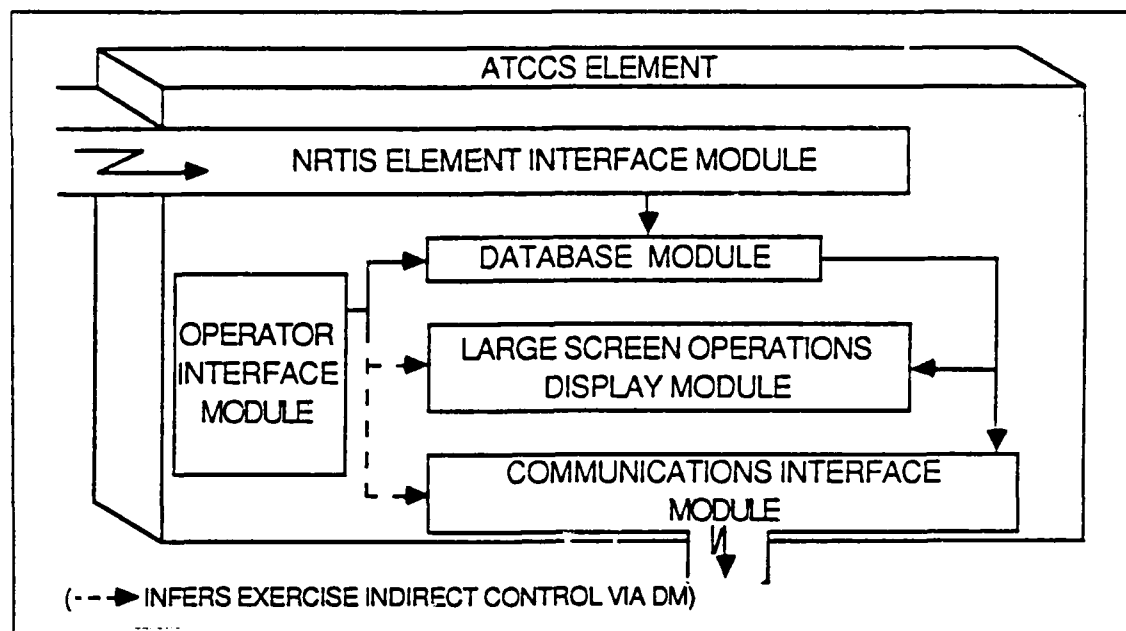 ATCCS ELEMENT
NRTIS ELEMENT INTERFACE MODULE
DATABASE MODULE
OPERATOR
INTERFACE
MODULE
LARGE SCREEN OPERATIONS
DISPLAY MODULE
COMMUNICATIONS INTERFACE
MODULE
(---► INFERS EXERCISE INDIRECT CONTROL VIA DM)